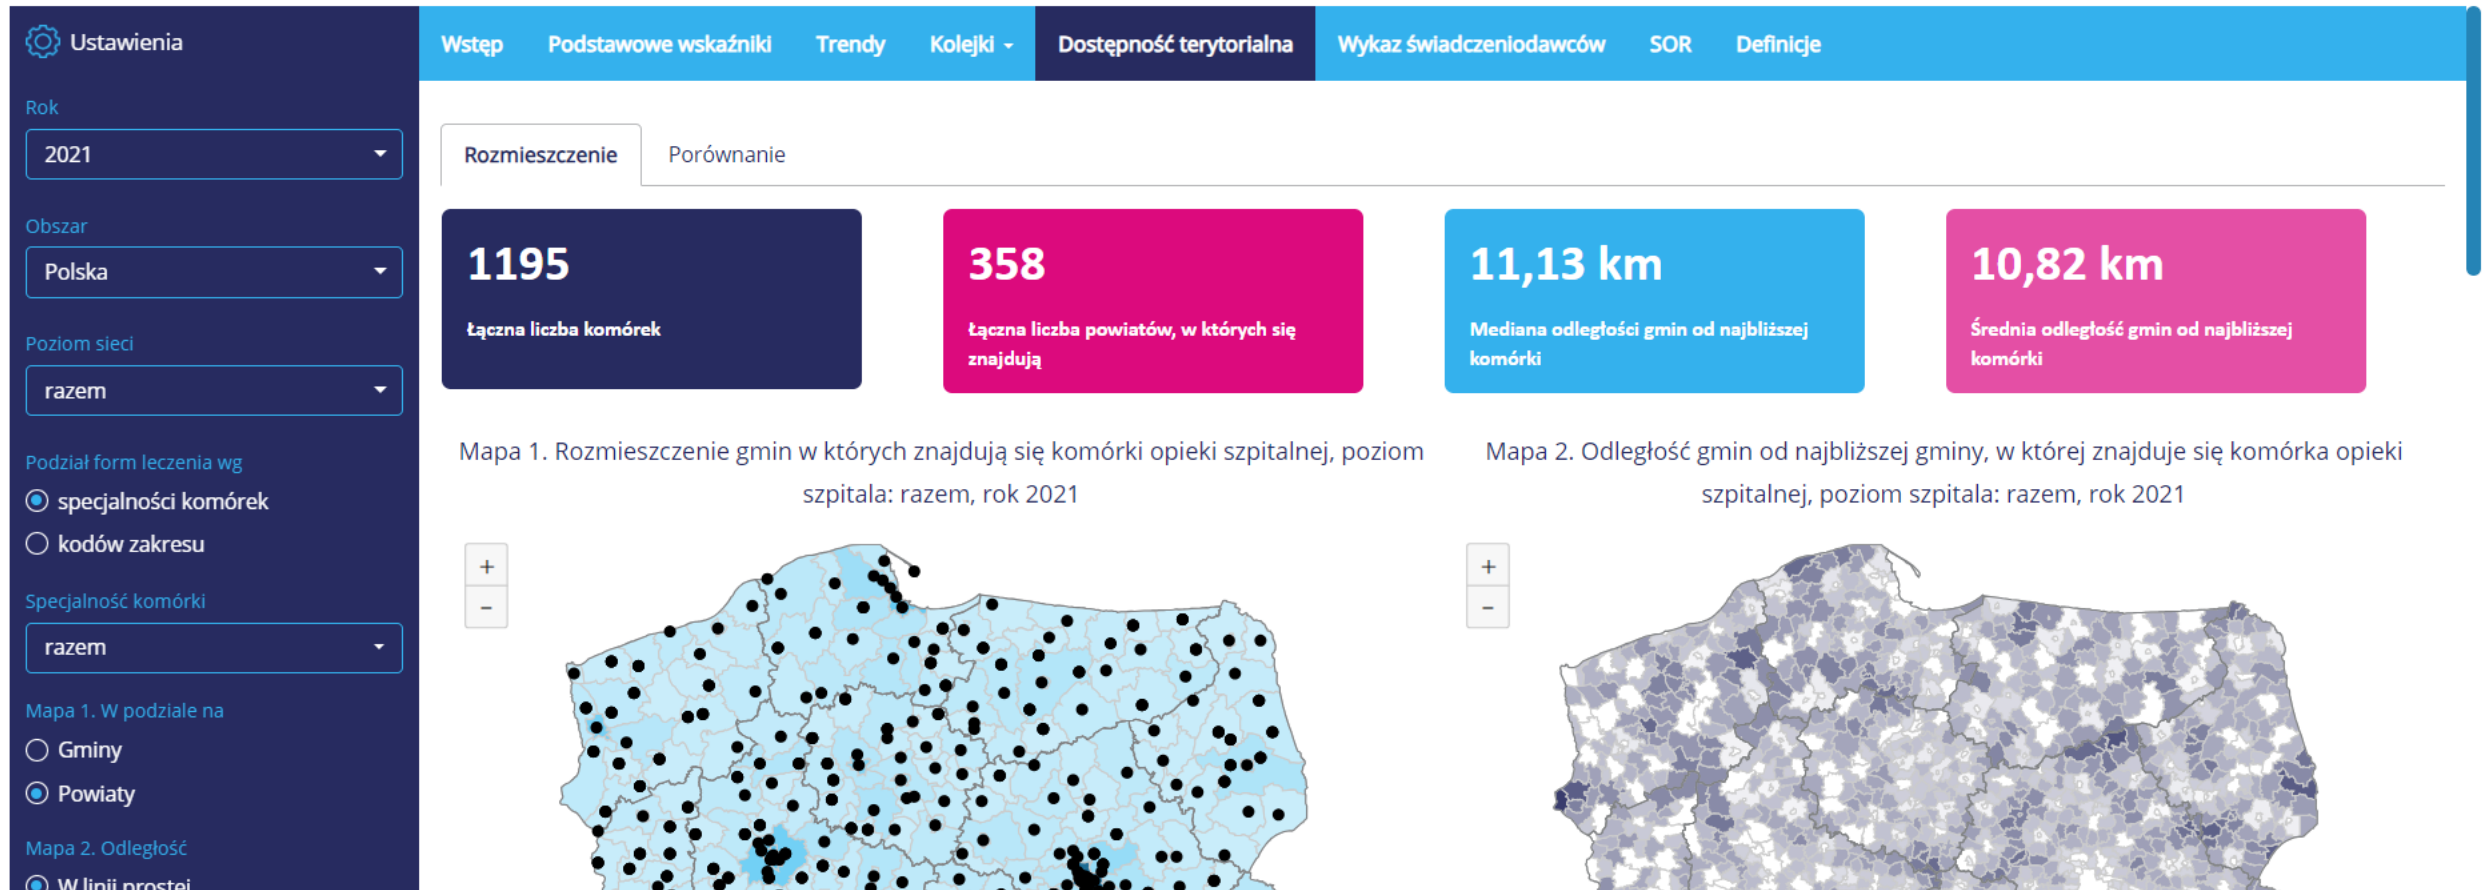 Ustawienia
Rok
2021
Obszar
Polska
Poziom sieci
razem
Podział form leczenia wg
specjalności komórek
kodów zakresu
Specjalność komórki
razem
Mapa 1. W podziale na
Gminy
Powiaty
Mapa 2. Odległość
W linii prostej
Wstęp Podstawowe wskaźniki Trendy Kolejki Dostępność terytorialna Wykaz świadczeniodawców SOR Definicje
Rozmieszczenie Porównanie
1195
Łączna liczba komórek
358
Łączna liczba powiatów, w których się
znajdują
11,13 km
Mediana odległości gmin od najbliższej
komórki
10,82 km
Średnia odległość gmin od najbliższej
komórki
Mapa 1. Rozmieszczenie gmin w których znajdują się komórki opieki szpitalnej, poziom
szpitala: razem, rok 2021
+
−
Mapa 2. Odległość gmin od najbliższej gminy, w której znajduje się komórka opieki
szpitalnej, poziom szpitala: razem, rok 2021
+
−